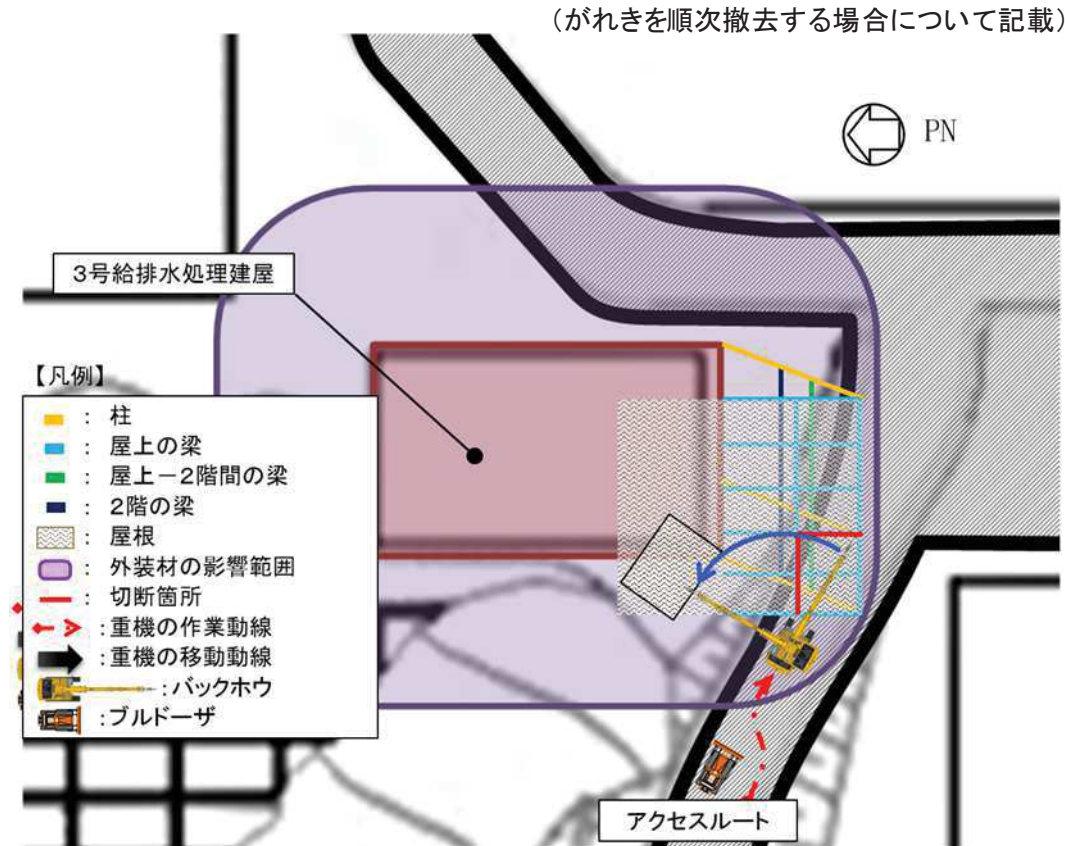 （がれきを順次撤去する場合について記載）
PN
３号給排水処理建屋
【凡例】
：柱
：屋上の梁
：屋上－２階間の梁
：２階の梁
：屋根
：外装材の影響範囲
：切断箇所
：重機の作業動線
：重機の移動動線
：バックホウ
：ブルドーザ
アクセスルート